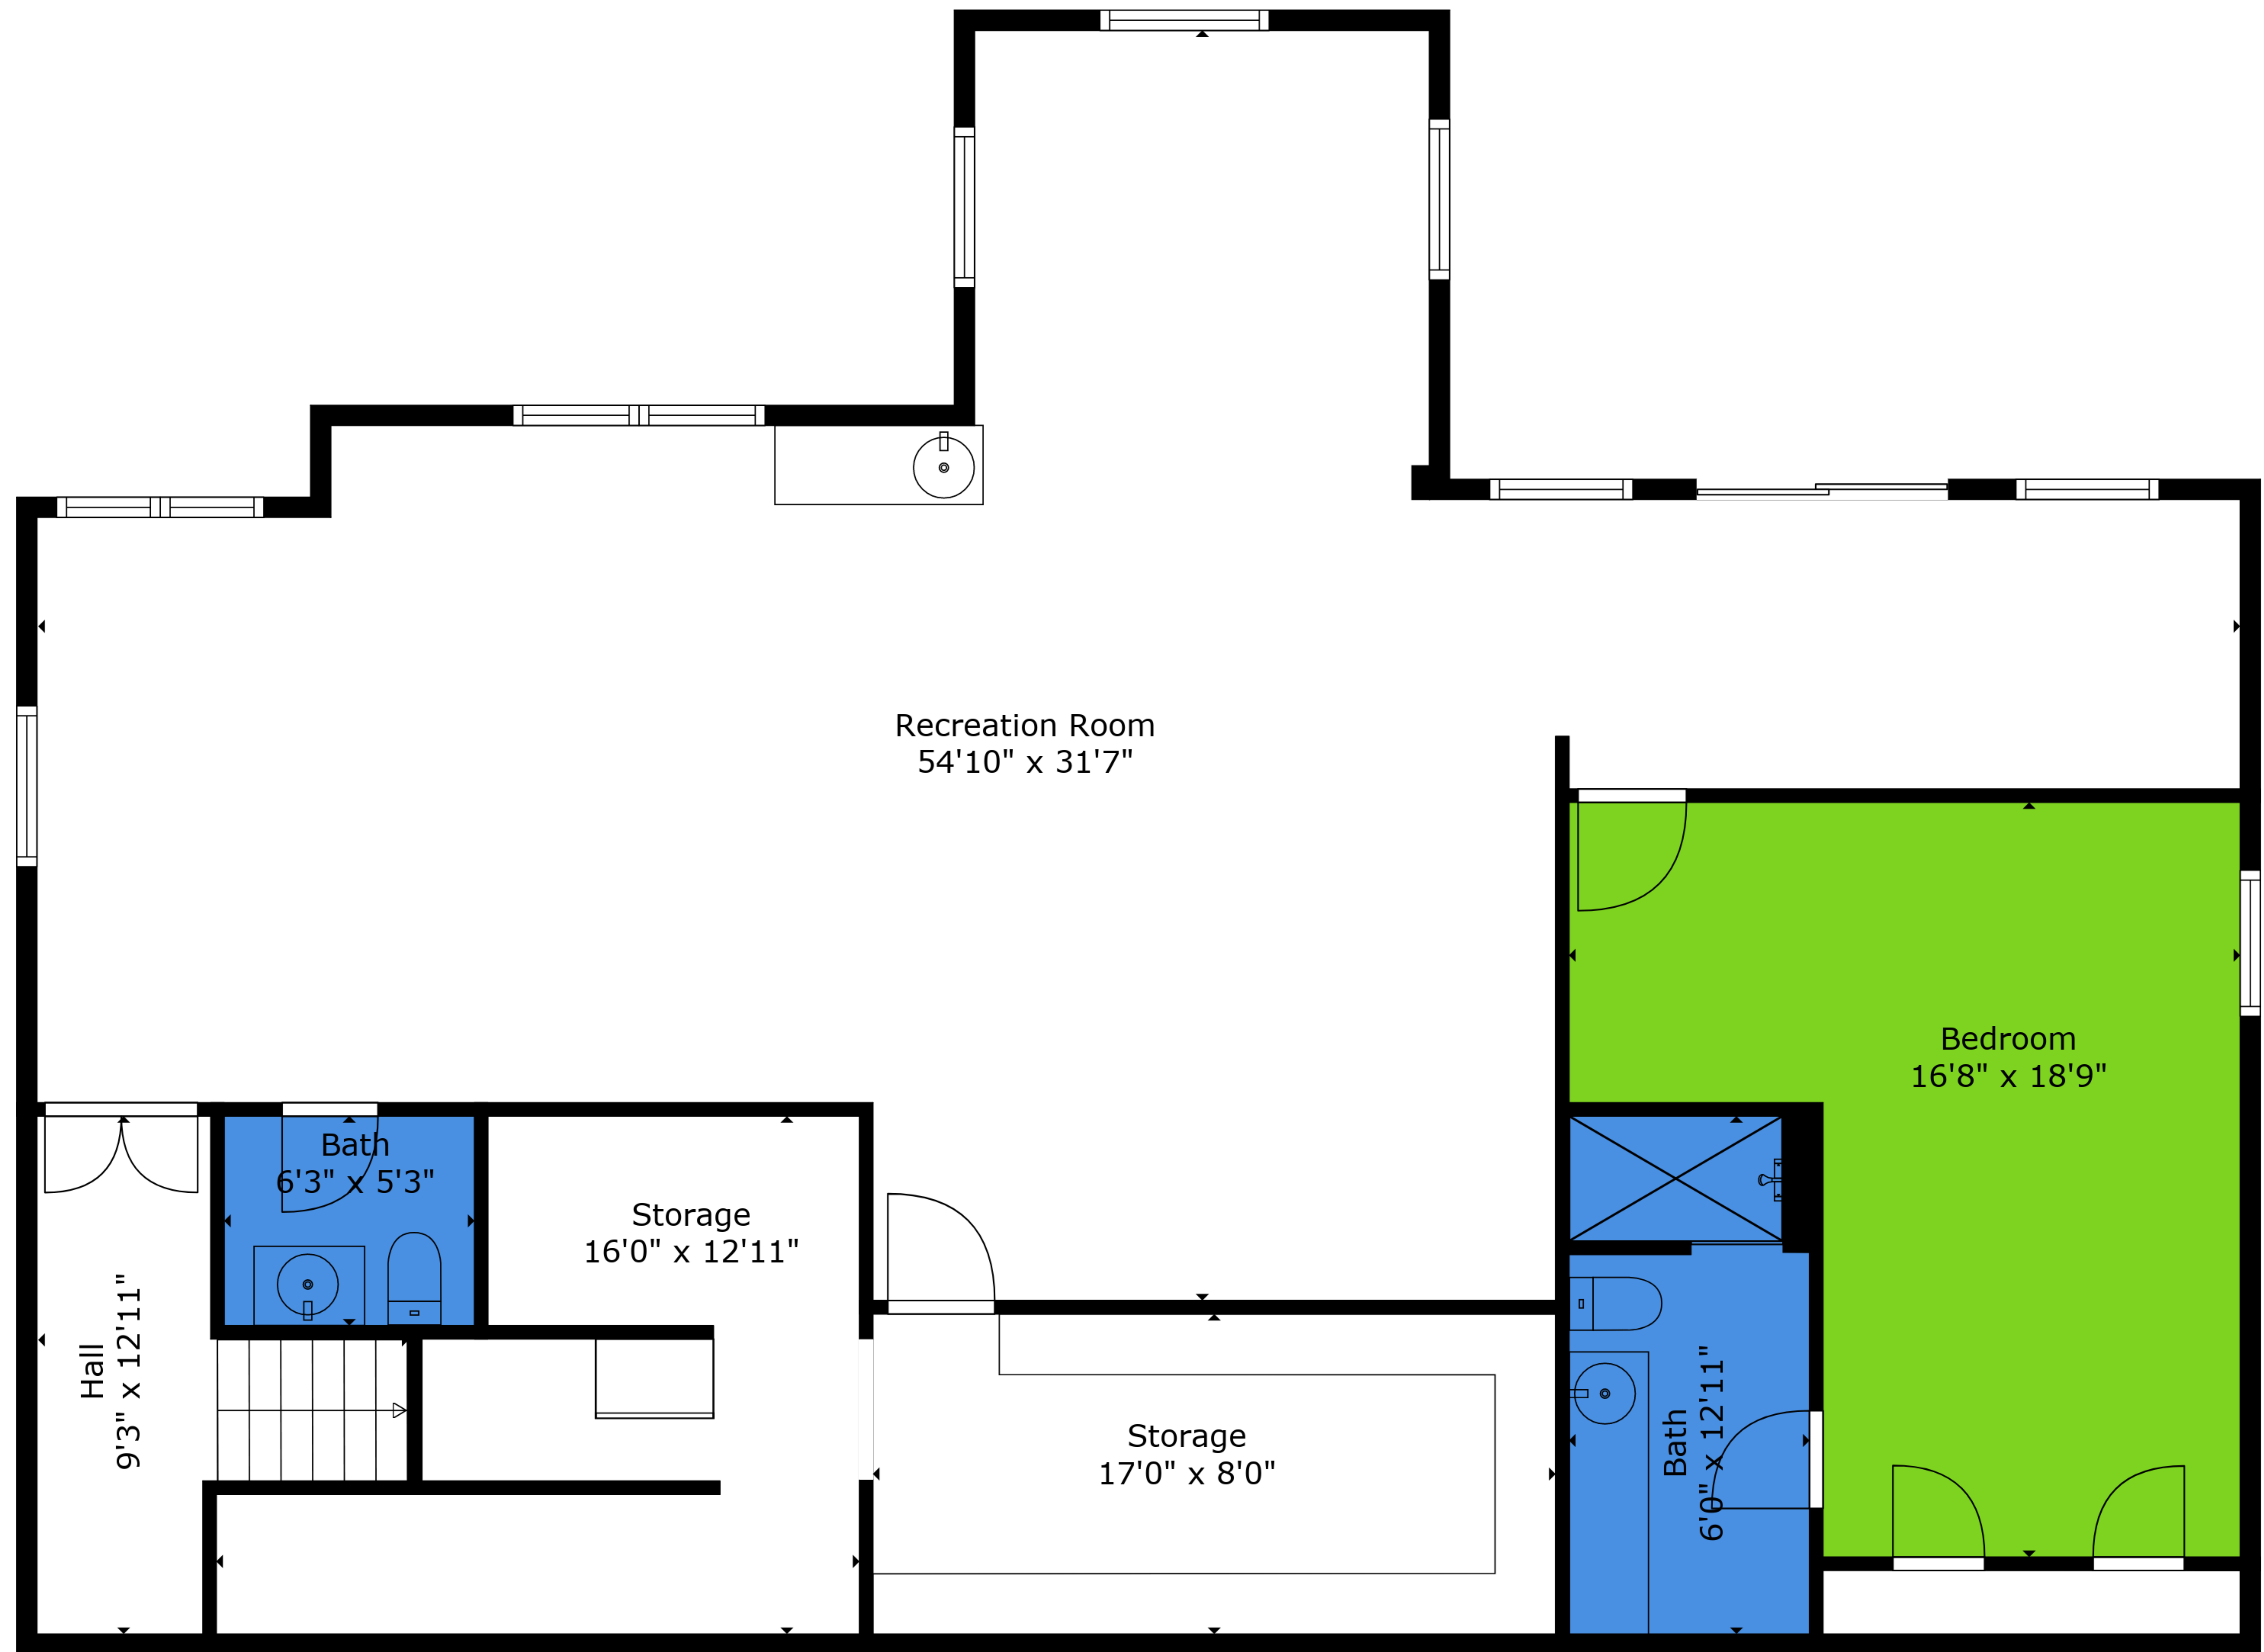 Recreation Room
54'10" x 31'7"
Bedroom
16'8" x 18'9"
Bath
6'3" x 5'3"
Storage
16'0" x 12'11"
Hall
9'3" x 12'11"
Storage
17'0" x 8'0"
Bath
6'0" x 12'11"